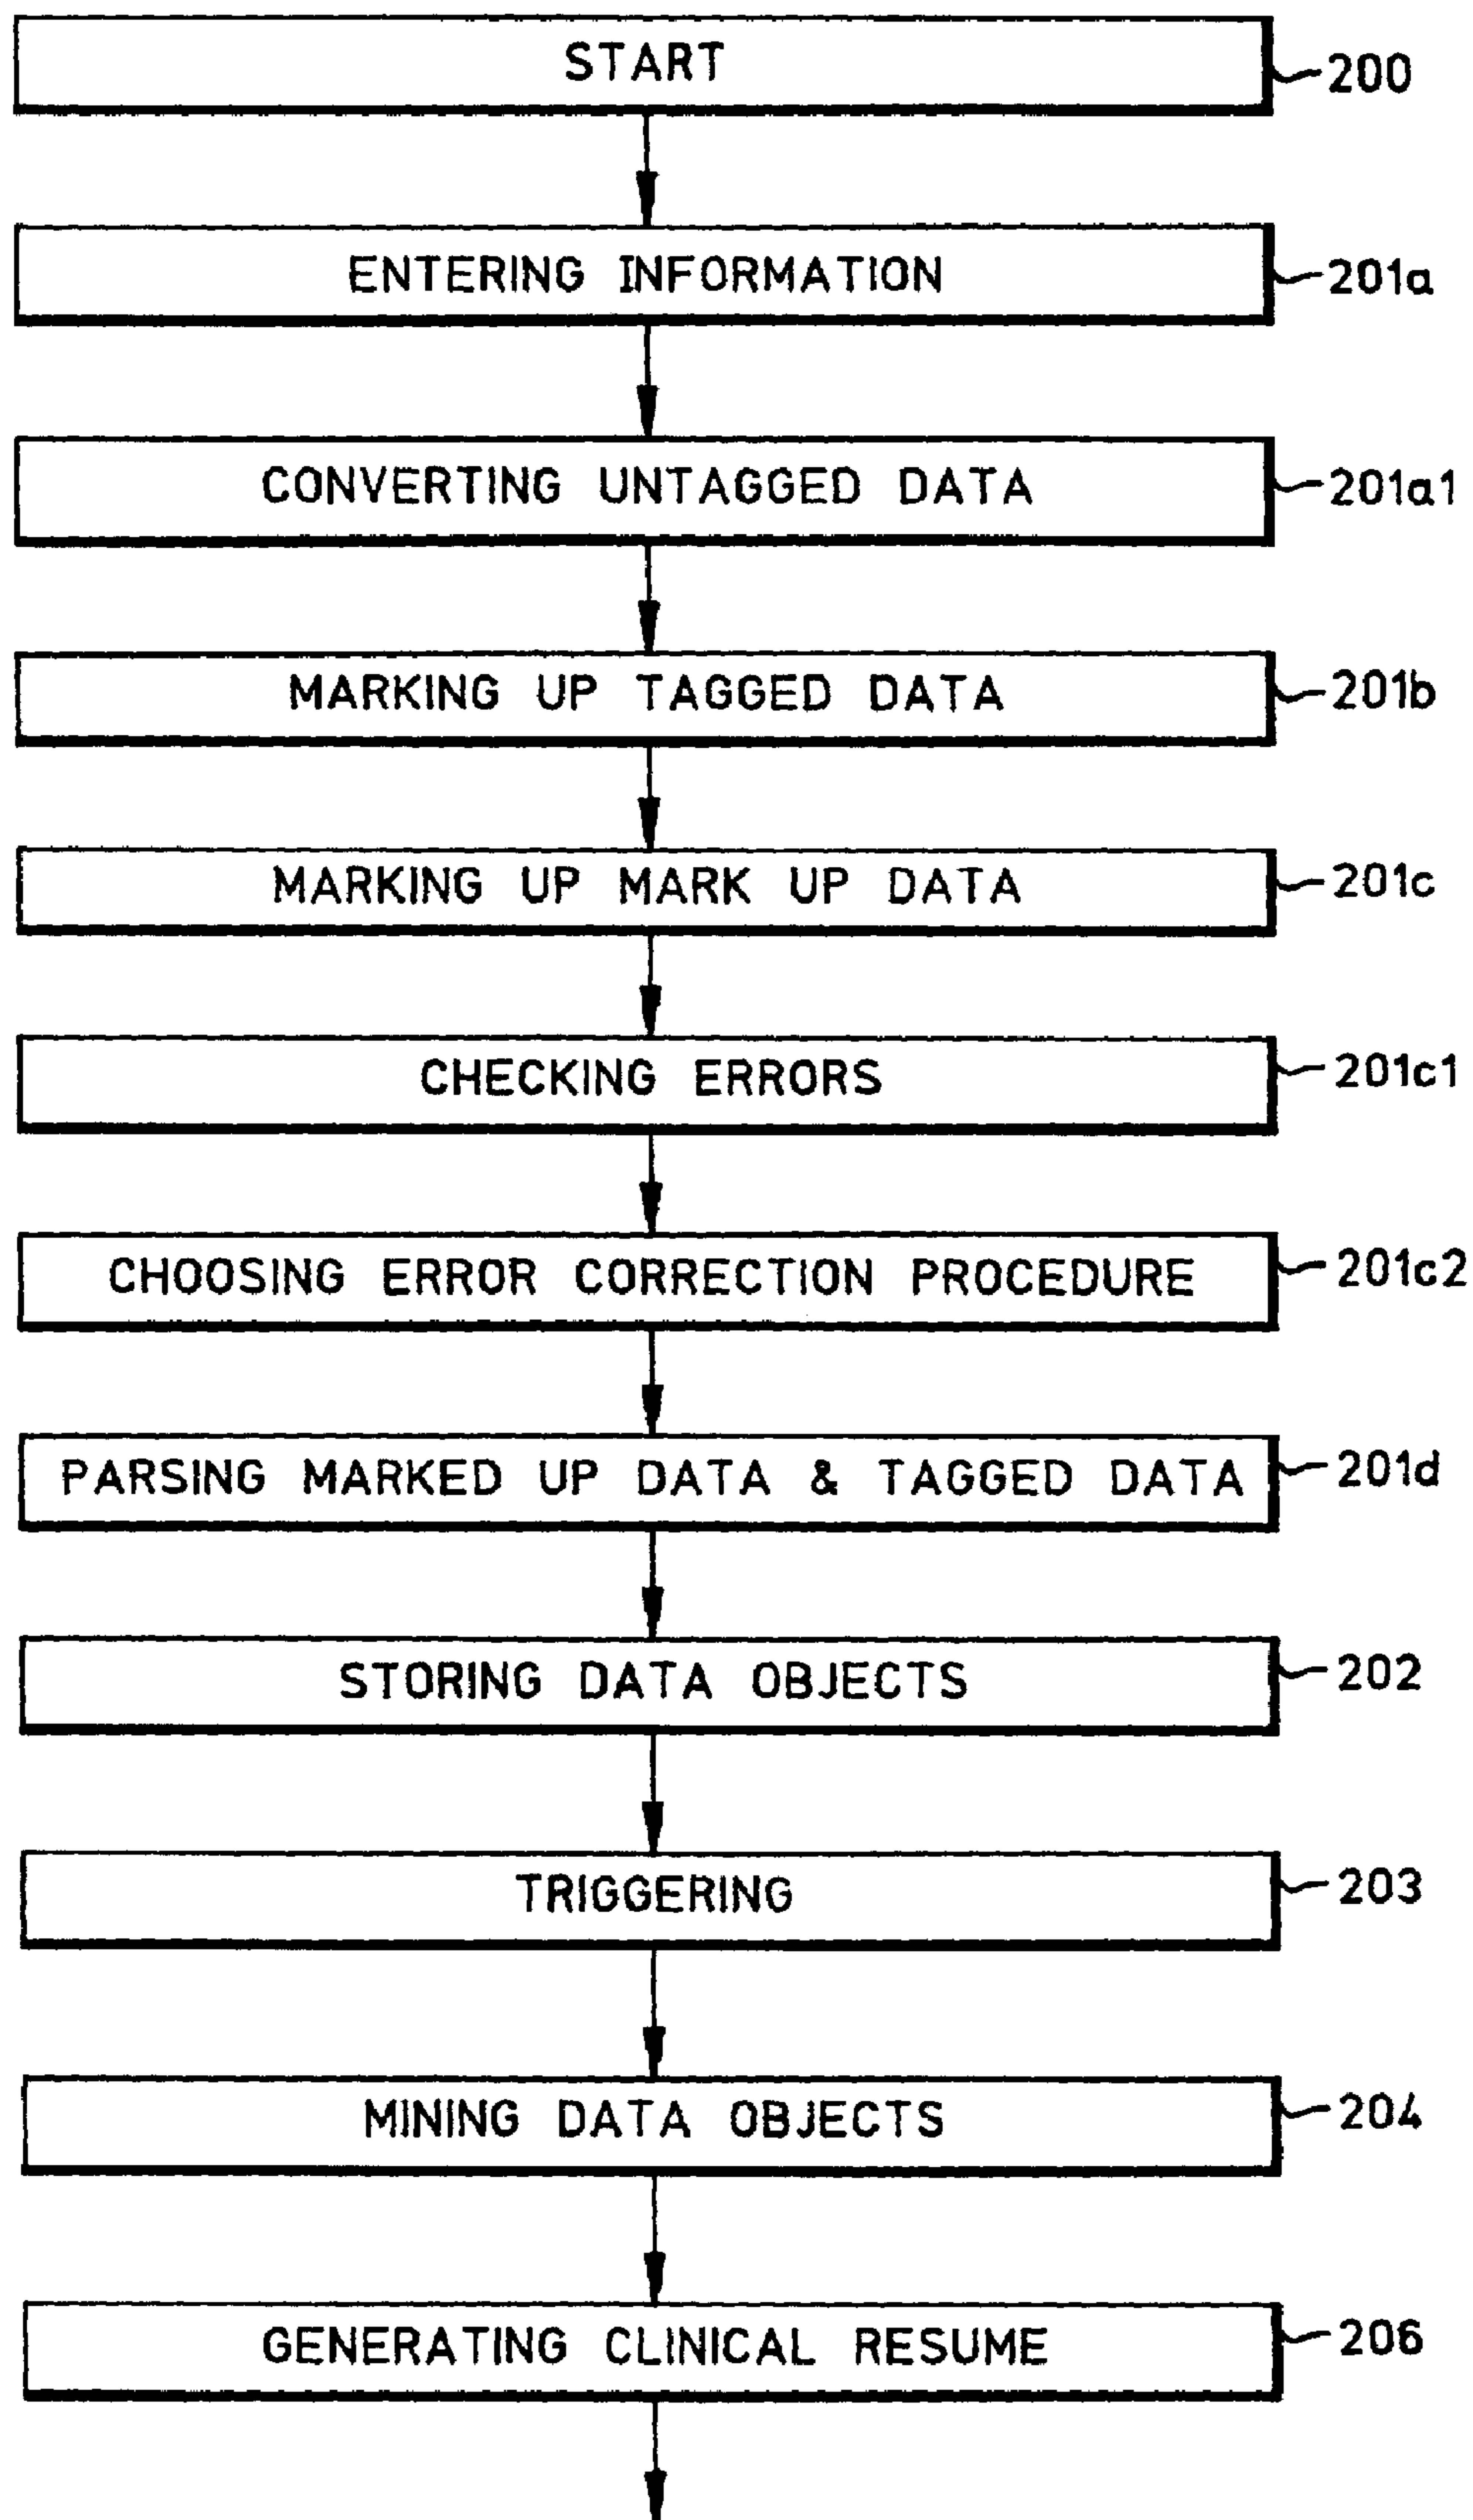 START 200
ENTERING INFORMATION 201a
CONVERTING UNTAGGED DATA 201a1
MARKING UP TAGGED DATA 201b
MARKING UP MARK UP DATA 201c
CHECKING ERRORS 201c1
CHOOSING ERROR CORRECTION PROCEDURE 201c2
PARSING MARKED UP DATA & TAGGED DATA 201d
STORING DATA OBJECTS 202
TRIGGERING 203
MINING DATA OBJECTS 204
GENERATING CLINICAL RESUME 206